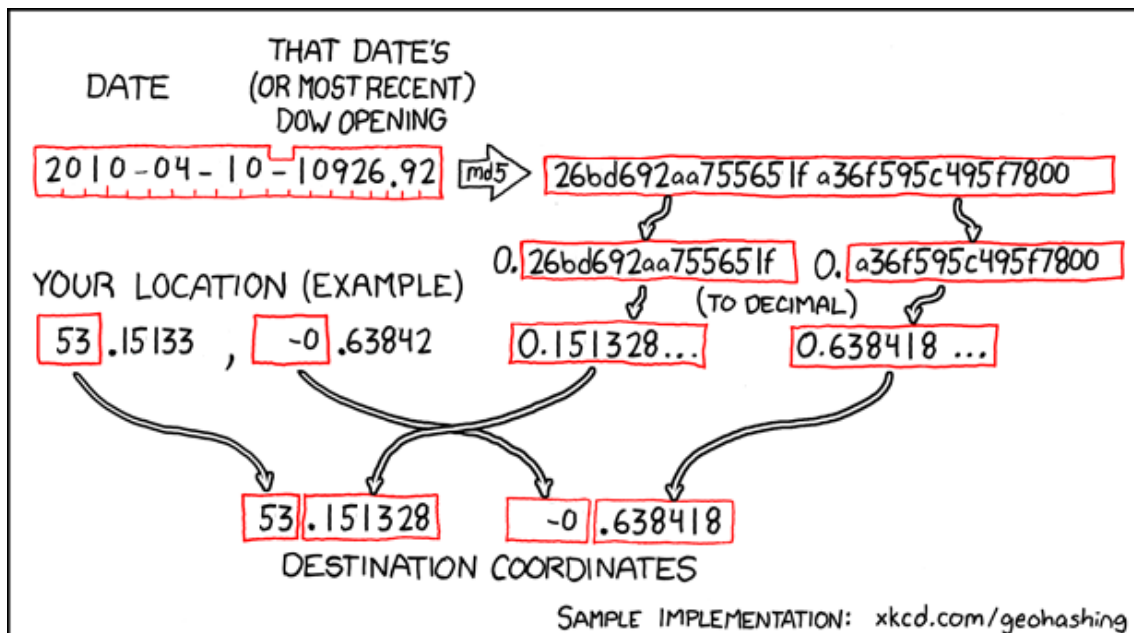 DATE
THAT DATE'S
(OR MOST RECENT)
DOW OPENING
2010-04-10-10926.92
md5
26bd692aa755651fa36f595c495f7800
0. 26bd692aa755651f
0. a36f595c495f7800
YOUR LOCATION (EXAMPLE)
(TO DECIMAL)
53.15133, -0.63842
0.151328...
0.638418...
53.151328
-0.638418
DESTINATION COORDINATES
SAMPLE IMPLEMENTATION: xkcd.com/geohashing